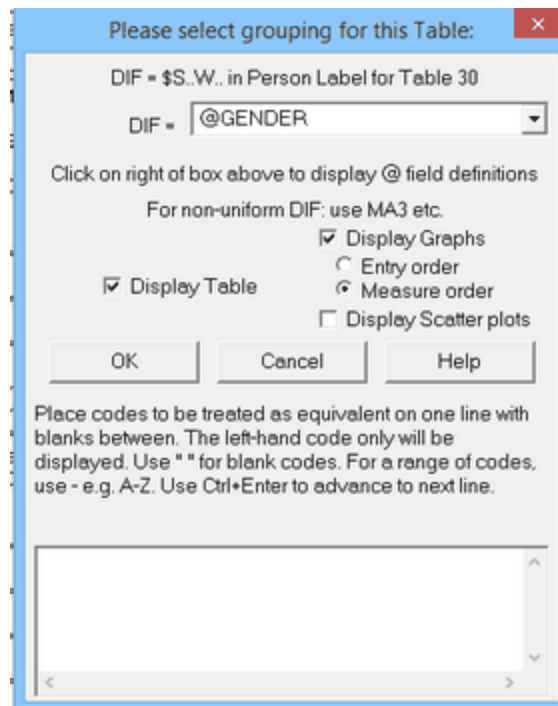 Please select grouping for this Table:
DIF = $S..W.. in Person Label for Table 30
DIF = @GENDER
Click on right of box above to display @ field definitions
For non-uniform DIF: use MA3 etc.
Display Graphs
Entry order
Display Table
Measure order
Display Scatter plots
OK Cancel Help
Place codes to be treated as equivalent on one line with
blanks between. The left-hand code only will be
displayed. Use " " for blank codes. For a range of codes,
use - e.g. A-Z. Use Ctrl+Enter to advance to next line.